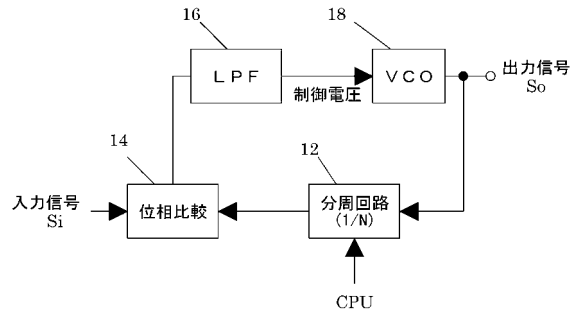 16
18
LPF
VCO
制御電圧
出力信号
So
14
12
入力信号
Si
位相比較
分周回路
(1/N)
CPU